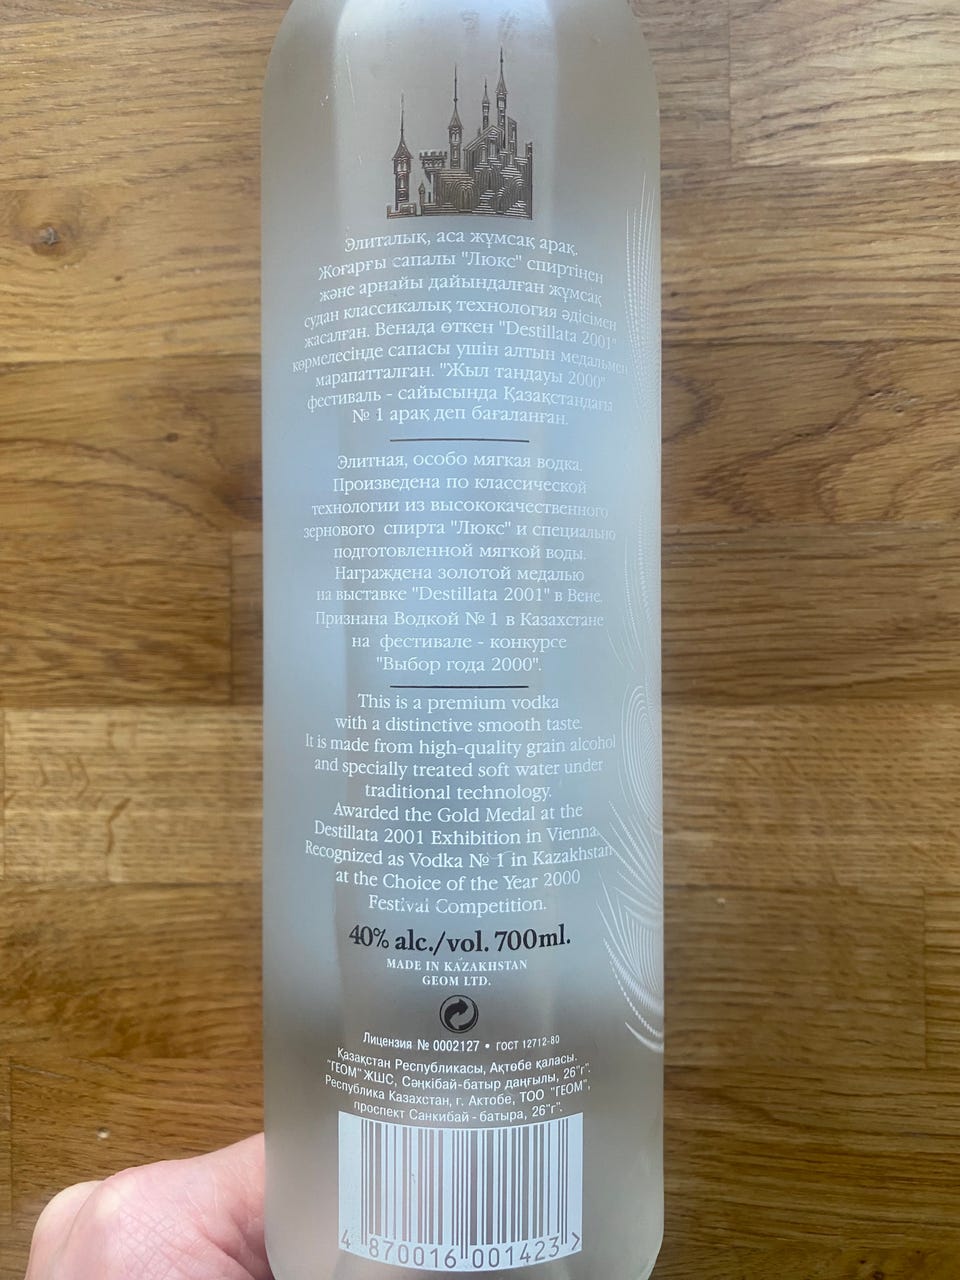 Элиталық, аса жұмсақ арақ.
Жоғарғы сапалы "Люкс" спиртінен
және арнайы дайындалған жұмсақ
судан классикалық технология әдісімен
жасалған. Венада өткен "Destillata 2001"
көрмелесінде сапасы үшін алтын медальмен
марапатталған. "Жыл тандауы 2000"
фестиваль - сайысында Қазақстандағы
№ 1 арақ деп бағаланған.
Элитная, особо мягкая водка.
Произведена по классической
технологии из высококачественного
зернового спирта "Люкс" и специально
подготовленной мягкой воды.
Награждена золотой медалью
на выставке "Destillata 2001" в Вене.
Признана Водкой № 1 в Казахстане
на фестивале - конкурсе
"Выбор года 2000".
This is a premium vodka
with a distinctive smooth taste.
It is made from high-quality grain alcohol
and specially treated soft water under
traditional technology.
Awarded the Gold Medal at the
Destillata 2001 Exhibition in Vienna.
Recognized as Vodka № 1 in Kazakhstan
at the Choice of the Year 2000
Festival Competition.
40% alc./vol. 700ml.
MADE IN KAZAKHSTAN
GEOM LTD.
Лицензия № 0002127 • ГОСТ 12712-80
Қазақстан Республикасы, Ақтөбе қаласы.
"ГЕОМ" ЖШС, Сәңкібай-батыр даңғылы, 26"г".
Республика Казахстан, г. Актобе, ТОО "ГЕОМ",
проспект Санкибай - батыра, 26"г".
4 870016 001423 >